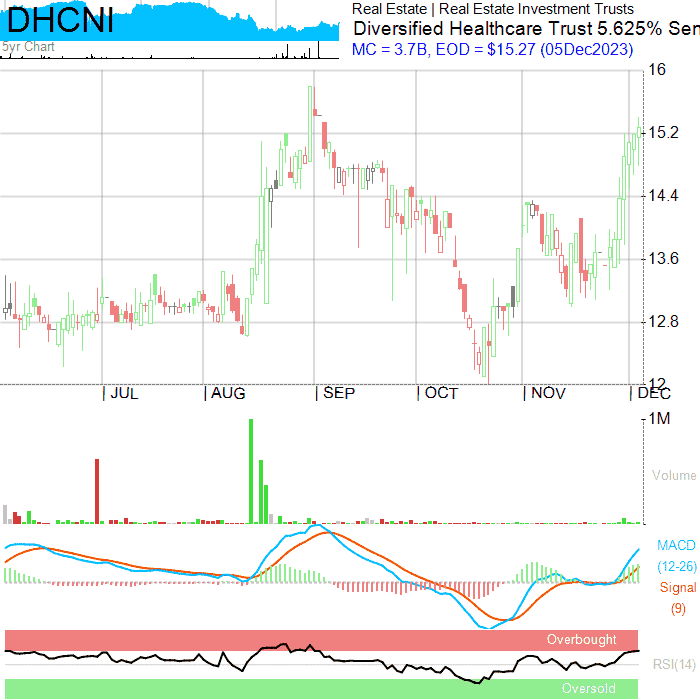 DHCNI
Real Estate | Real Estate Investment Trusts
Diversified Healthcare Trust 5.625% Sen
MC = 3.7B, EOD = $15.27 (05Dec2023)
5yr Chart
16
15.2
14.4
13.6
12.8
12
| JUL | AUG | SEP | OCT | NOV | DEC
1M
Volume
MACD
(12-26)
Signal
(9)
Overbought
RSI(14)
Oversold